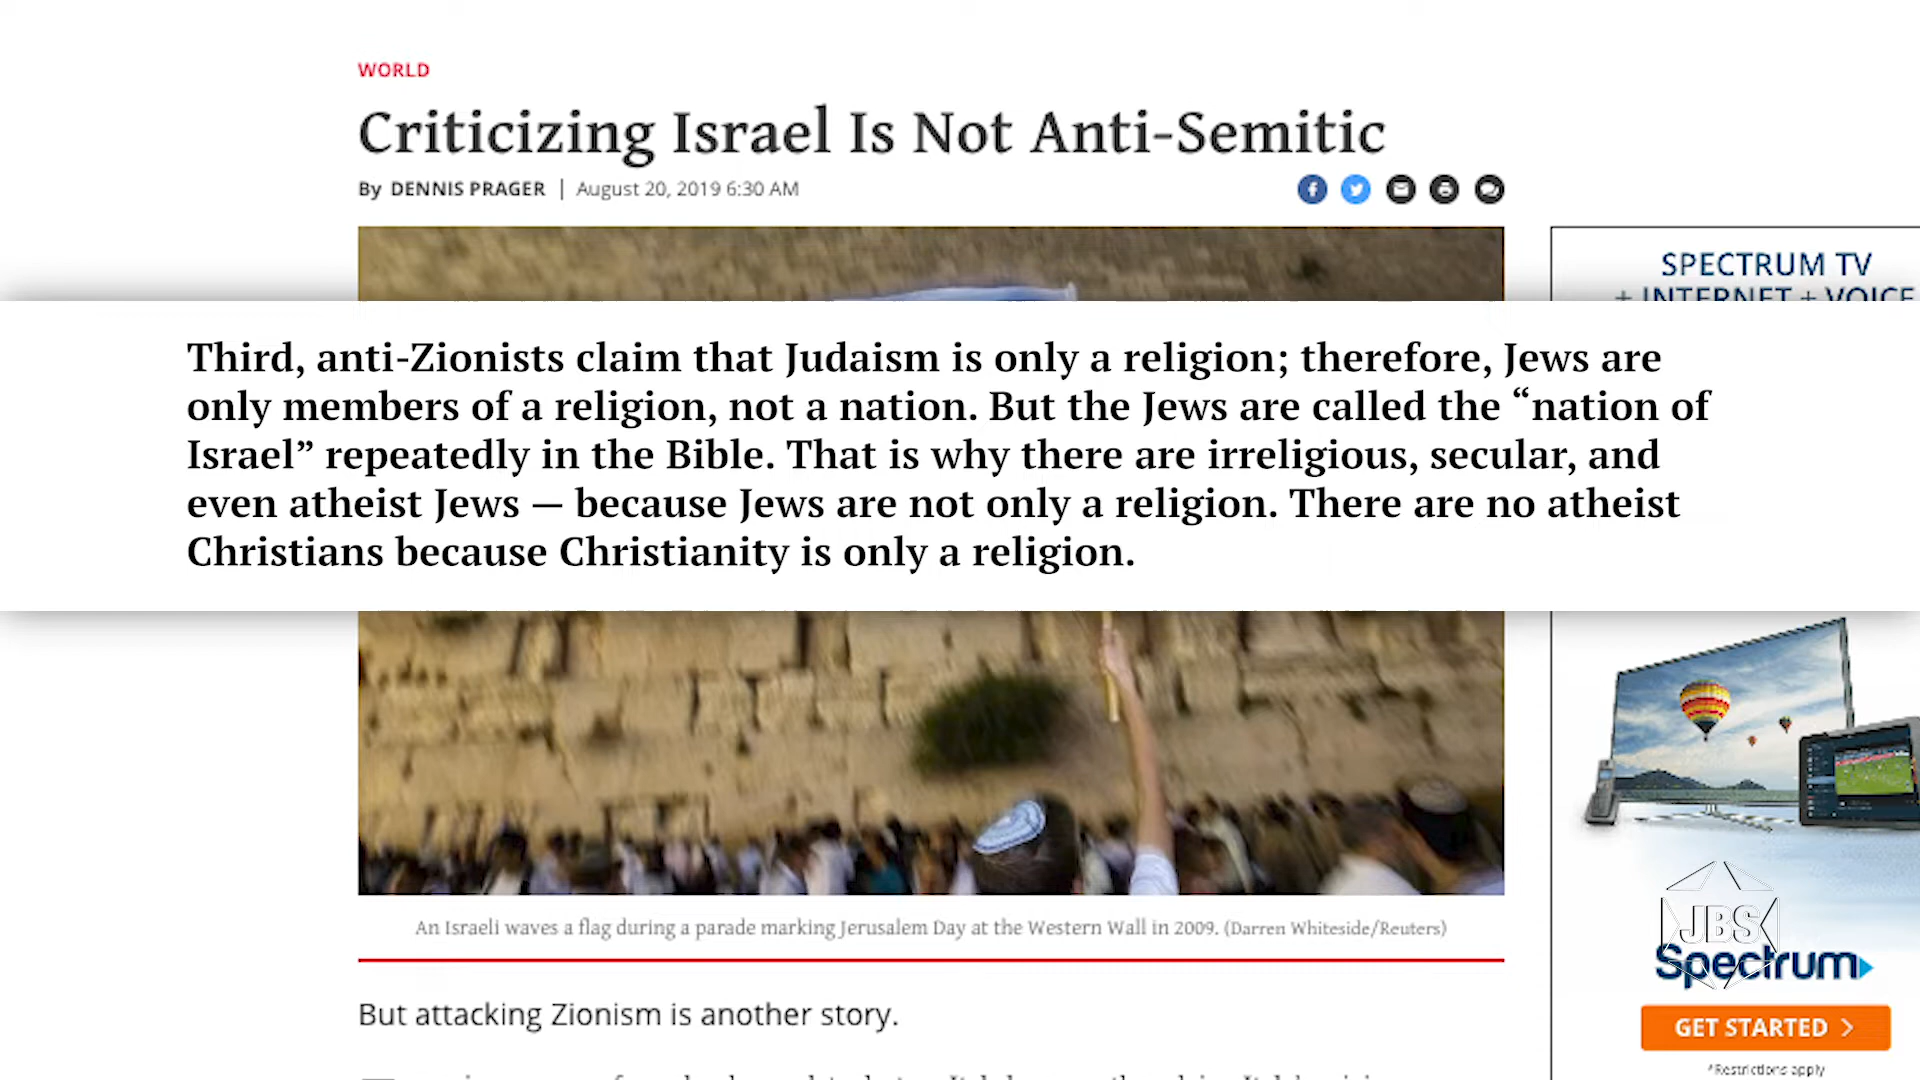 WORLD
Criticizing Israel Is Not Anti-Semitic
By DENNIS PRAGER | August 20, 2019 6:30 AM
SPECTRUM TV
+ INTERNET + VOICE
Third, anti-Zionists claim that Judaism is only a religion; therefore, Jews are
only members of a religion, not a nation. But the Jews are called the “nation of
Israel” repeatedly in the Bible. That is why there are irreligious, secular, and
even atheist Jews — because Jews are not only a religion. There are no atheist
Christians because Christianity is only a religion.
An Israeli waves a flag during a parade marking Jerusalem Day at the Western Wall in 2009. (Darren Whiteside/Reuters)
But attacking Zionism is another story.
JBS
Spectrum
GET STARTED
*Restrictions apply